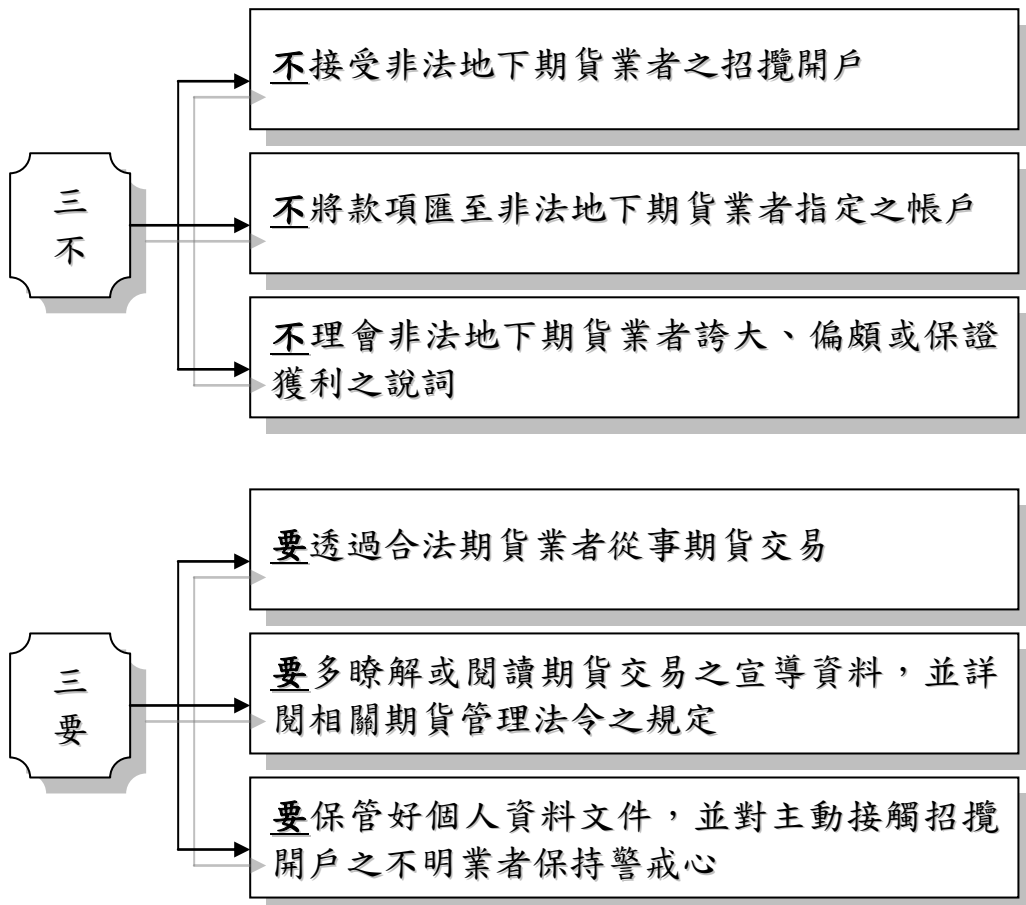 三
不
不接受非法地下期貨業者之招攬開戶
不將款項匯至非法地下期貨業者指定之帳戶
不理會非法地下期貨業者誇大、偏頗或保證
獲利之說詞
三
要
要透過合法期貨業者從事期貨交易
要多瞭解或閱讀期貨交易之宣導資料，並詳
閱相關期貨管理法令之規定
要保管好個人資料文件，並對主動接觸招攬
開戶之不明業者保持警戒心